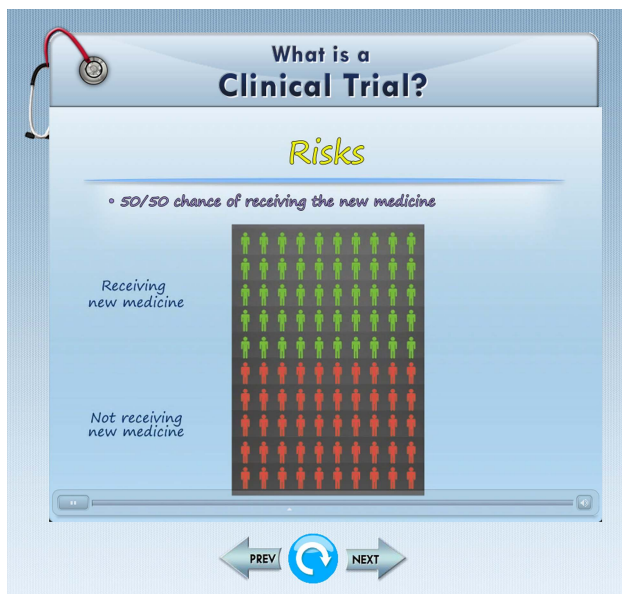 What is a
Clinical Trial?
Risks
• 50/50 chance of receiving the new medicine
Receiving
new medicine
Not receiving
new medicine
PREV
NEXT